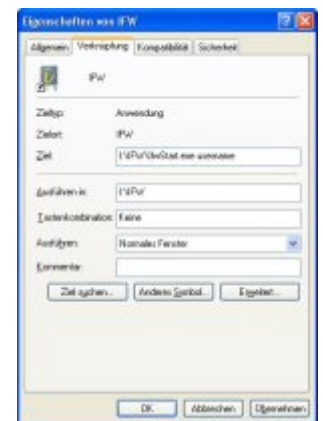 Eigenschaften von IFW
Allgemein Verknüpfung Kompatibilität Sicherheit
IFW
Zieltyp: Anwendung
Zielort: IFW
Ziel:
Ausführen in:
Tastenkombination: Keine
Ausführen: Normales Fenster
Kommentar:
Ziel suchen... Anderes Symbol... Erweitert...
OK Abbrechen Übernehmen